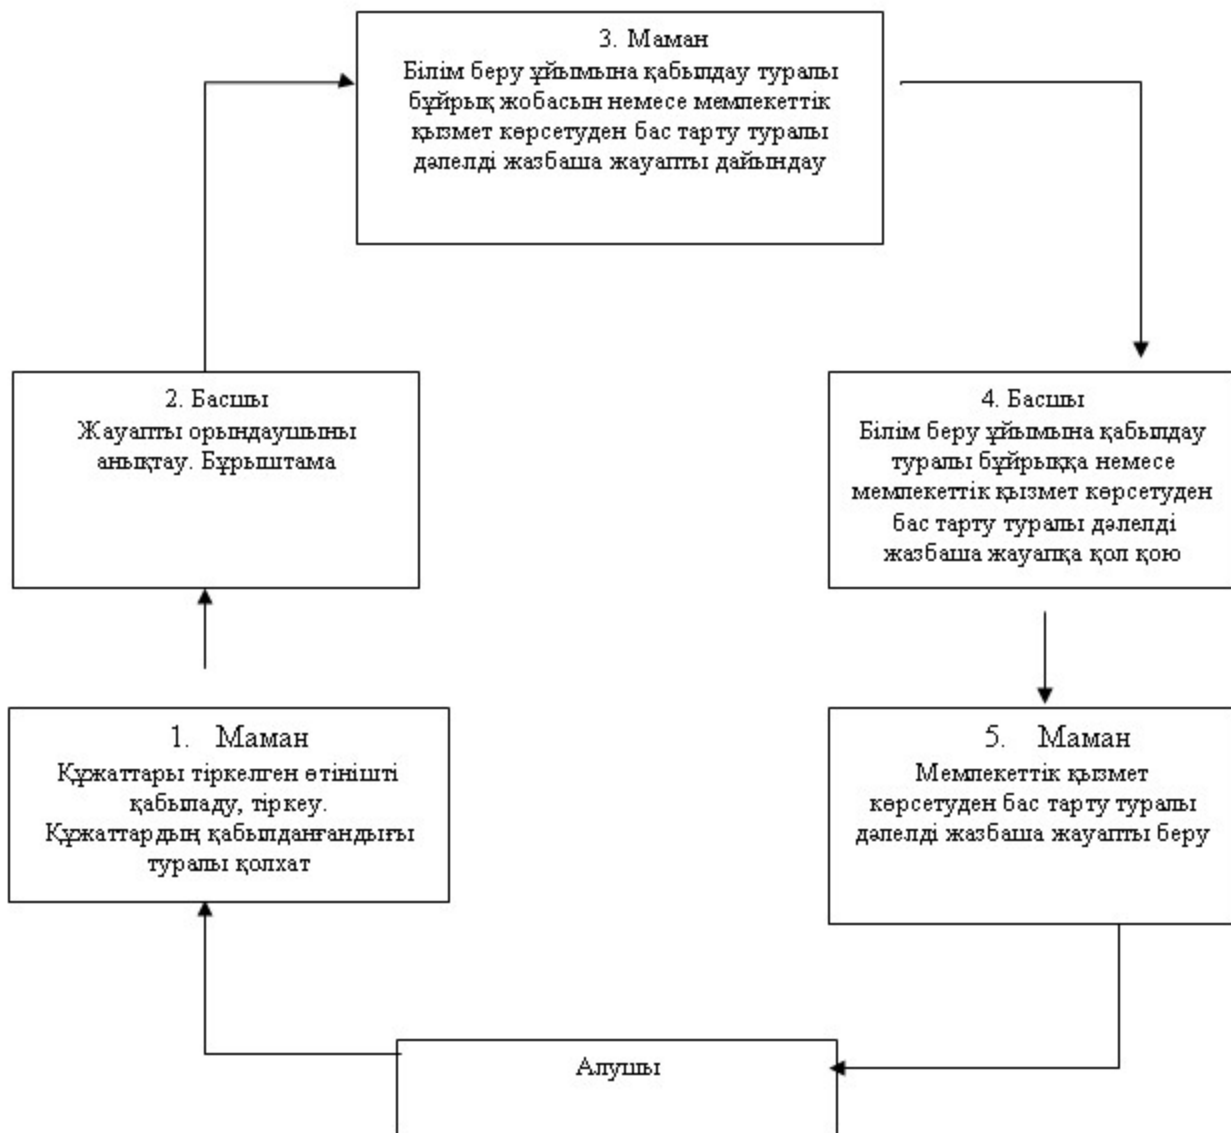 3. Маман
Білім беру ұйымына қабылдау туралы
бұйрық жобасын немесе мемлекеттік
қызмет көрсетуден бас тарту туралы
дәлелді жазбаша жауапты дайындау
2. Басшы
Жауапты орындаушыны
анықтау. Бұрыштама
4. Басшы
Білім беру ұйымына қабылдау
туралы бұйрыққа немесе
мемлекеттік қызмет көрсетуден
бас тарту туралы дәлелді
жазбаша жауапқа қол қою
1. Маман
Құжаттары тіркелген өтінішті
қабыладу, тіркеу.
Құжаттардың қабылданғандығы
туралы қолхат
5. Маман
Мемлекеттік қызмет
көрсетуден бас тарту туралы
дәлелді жазбаша жауапты беру
Алушы